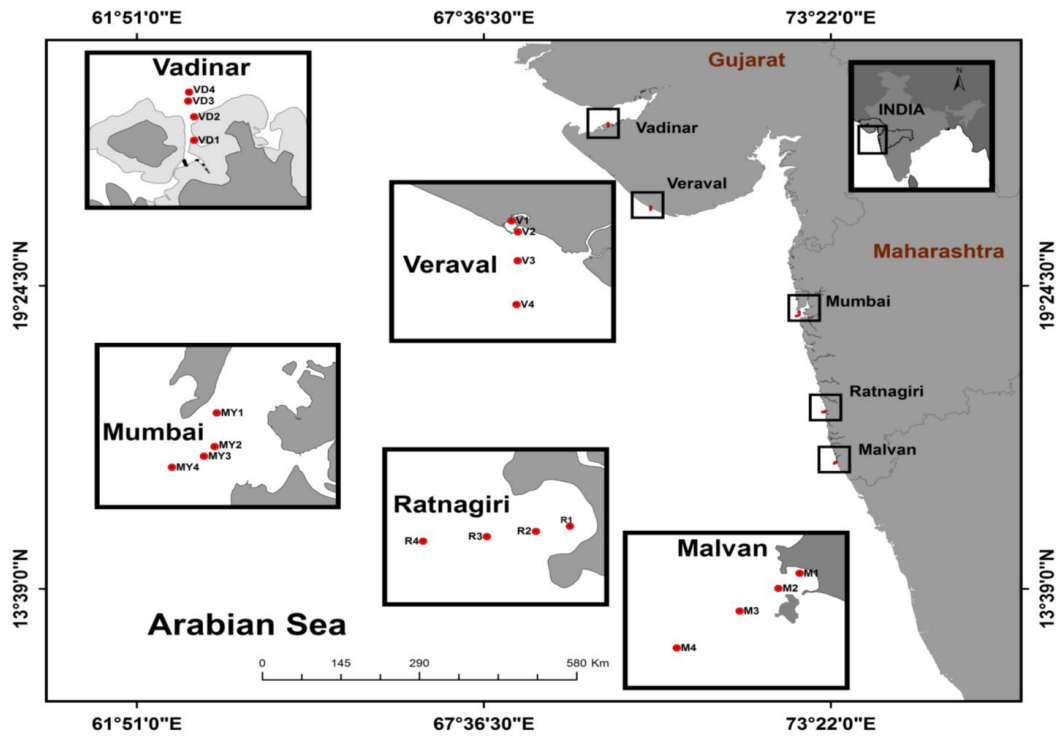 61°51'0"E 67°36'30"E 73°22'0"E
Vadinar
VD4
VD3
VD2
VD1
Gujarat
N
INDIA
Vadinar
Veraval
V1
V2
Veraval V3
V4
Maharashtra
19°24'30"N 19°24'30"N
Mumbai
MY1
Mumbai MY2
MY3
MY4
Ratnagiri
Malvan
Ratnagiri
R4 R3 R2 R1
Malvan
M1
M2
M3
M4
13°39'0"N 13°39'0"N
Arabian Sea
0 145 290 580 Km
61°51'0"E 67°36'30"E 73°22'0"E